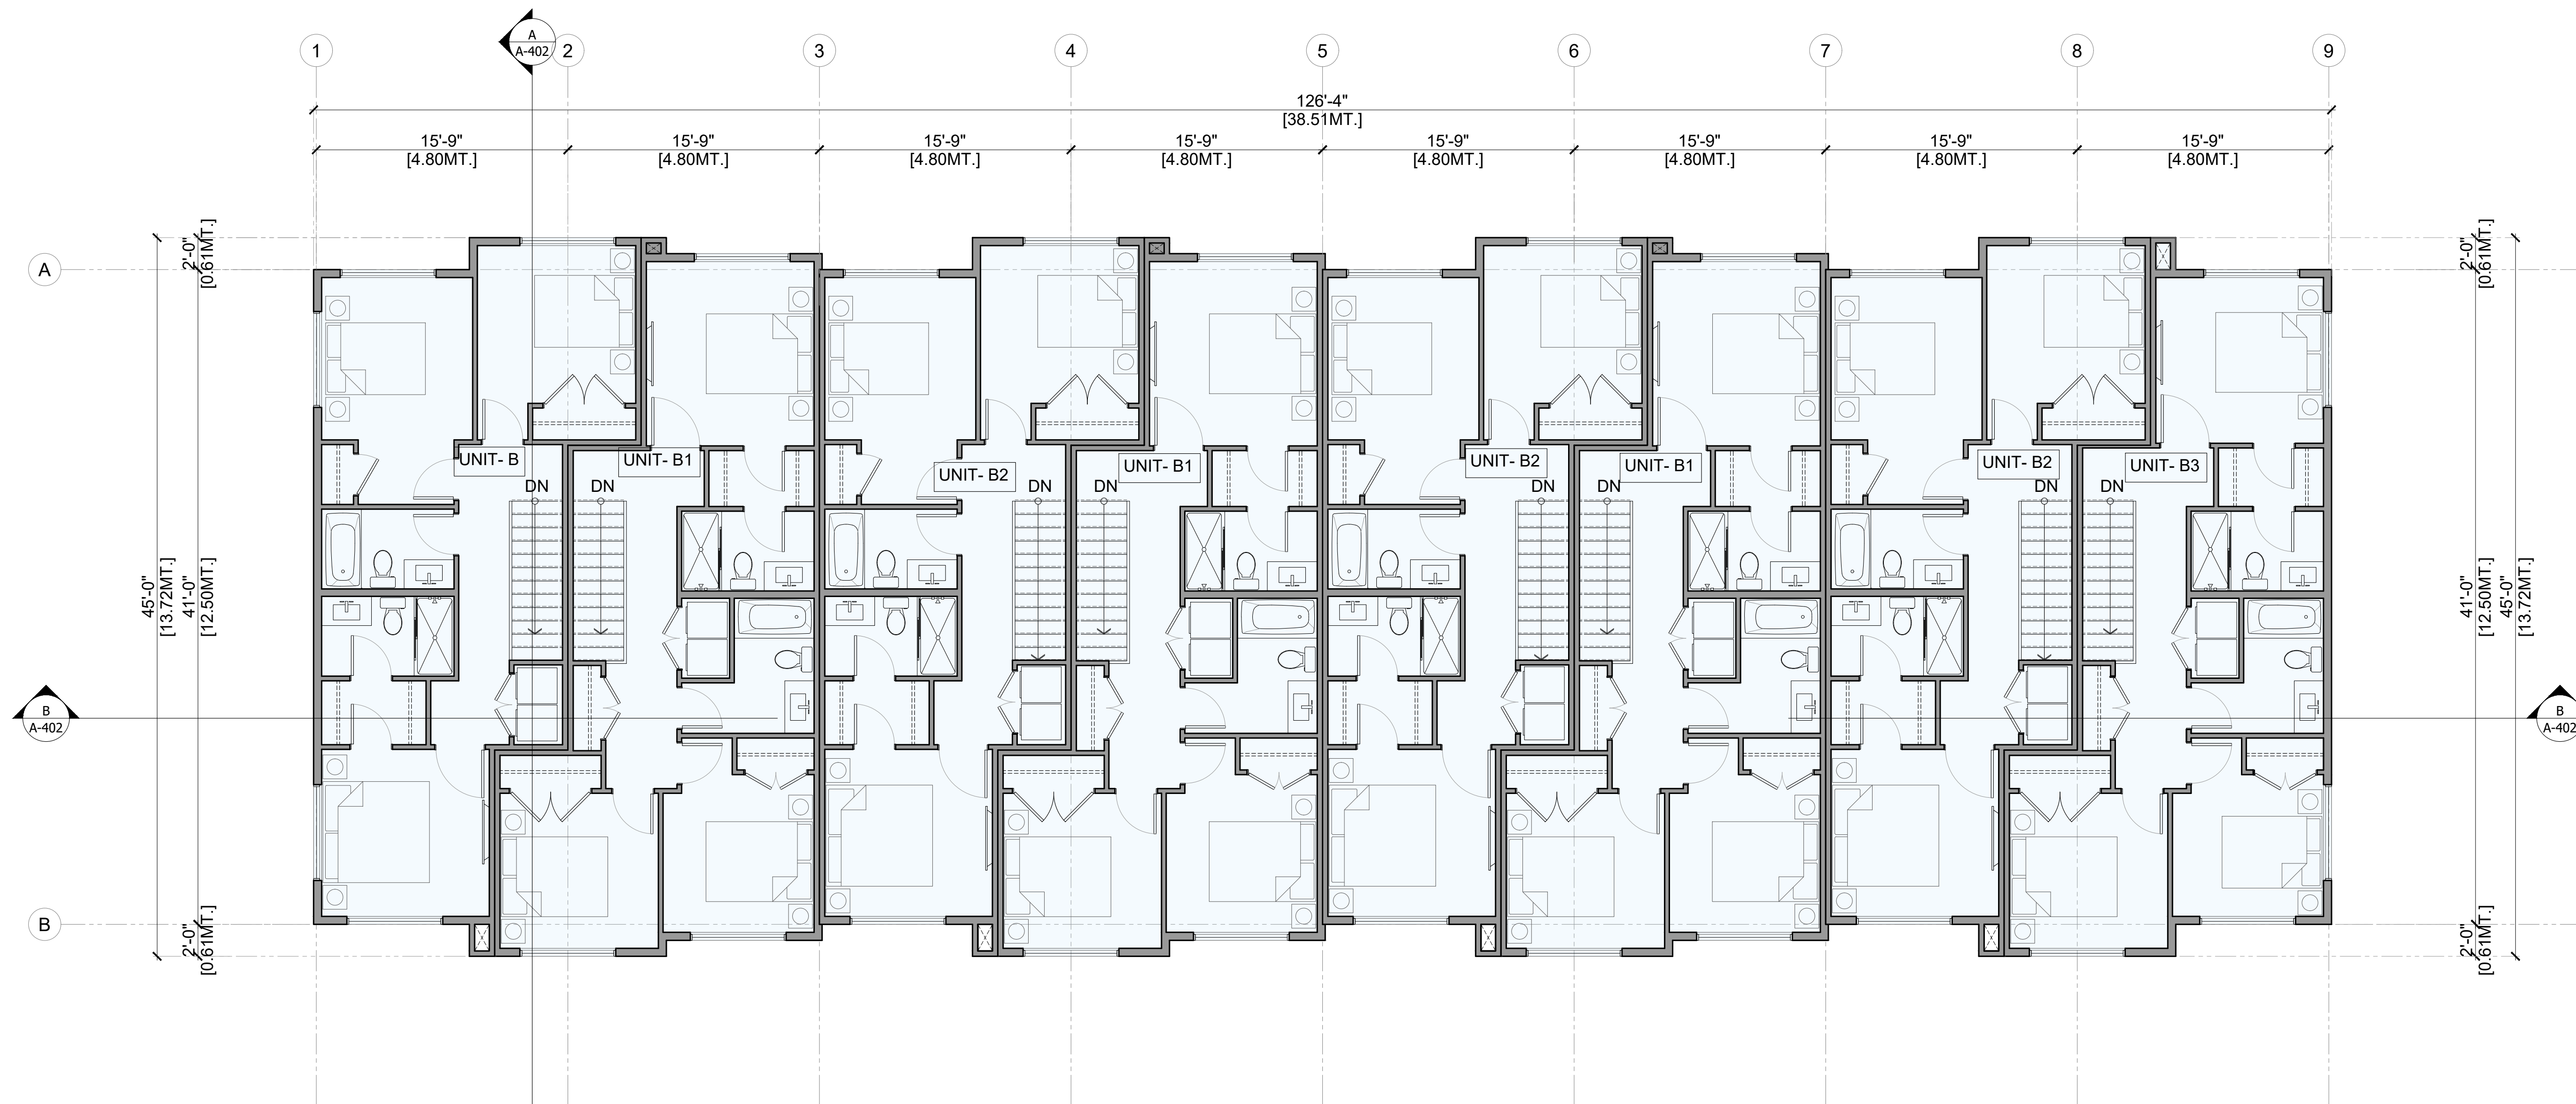 1
A
A-402
2
3
4
5
6
7
8
9
126'-4"
[38.51MT.]
15'-9"
[4.80MT.]
15'-9"
[4.80MT.]
15'-9"
[4.80MT.]
15'-9"
[4.80MT.]
15'-9"
[4.80MT.]
15'-9"
[4.80MT.]
15'-9"
[4.80MT.]
15'-9"
[4.80MT.]
A
2'-0"
[0.61MT.]
2'-0"
[0.61MT.]
UNIT- B
UNIT- B1
UNIT- B2
UNIT- B1
UNIT- B2
UNIT- B1
UNIT- B2
UNIT- B3
DN
DN
DN
DN
DN
DN
DN
DN
45'-0"
[13.72MT.]
41'-0"
[12.50MT.]
41'-0"
[12.50MT.]
45'-0"
[13.72MT.]
B
A-402
B
A-402
B
2'-0"
[0.61MT.]
2'-0"
[0.61MT.]